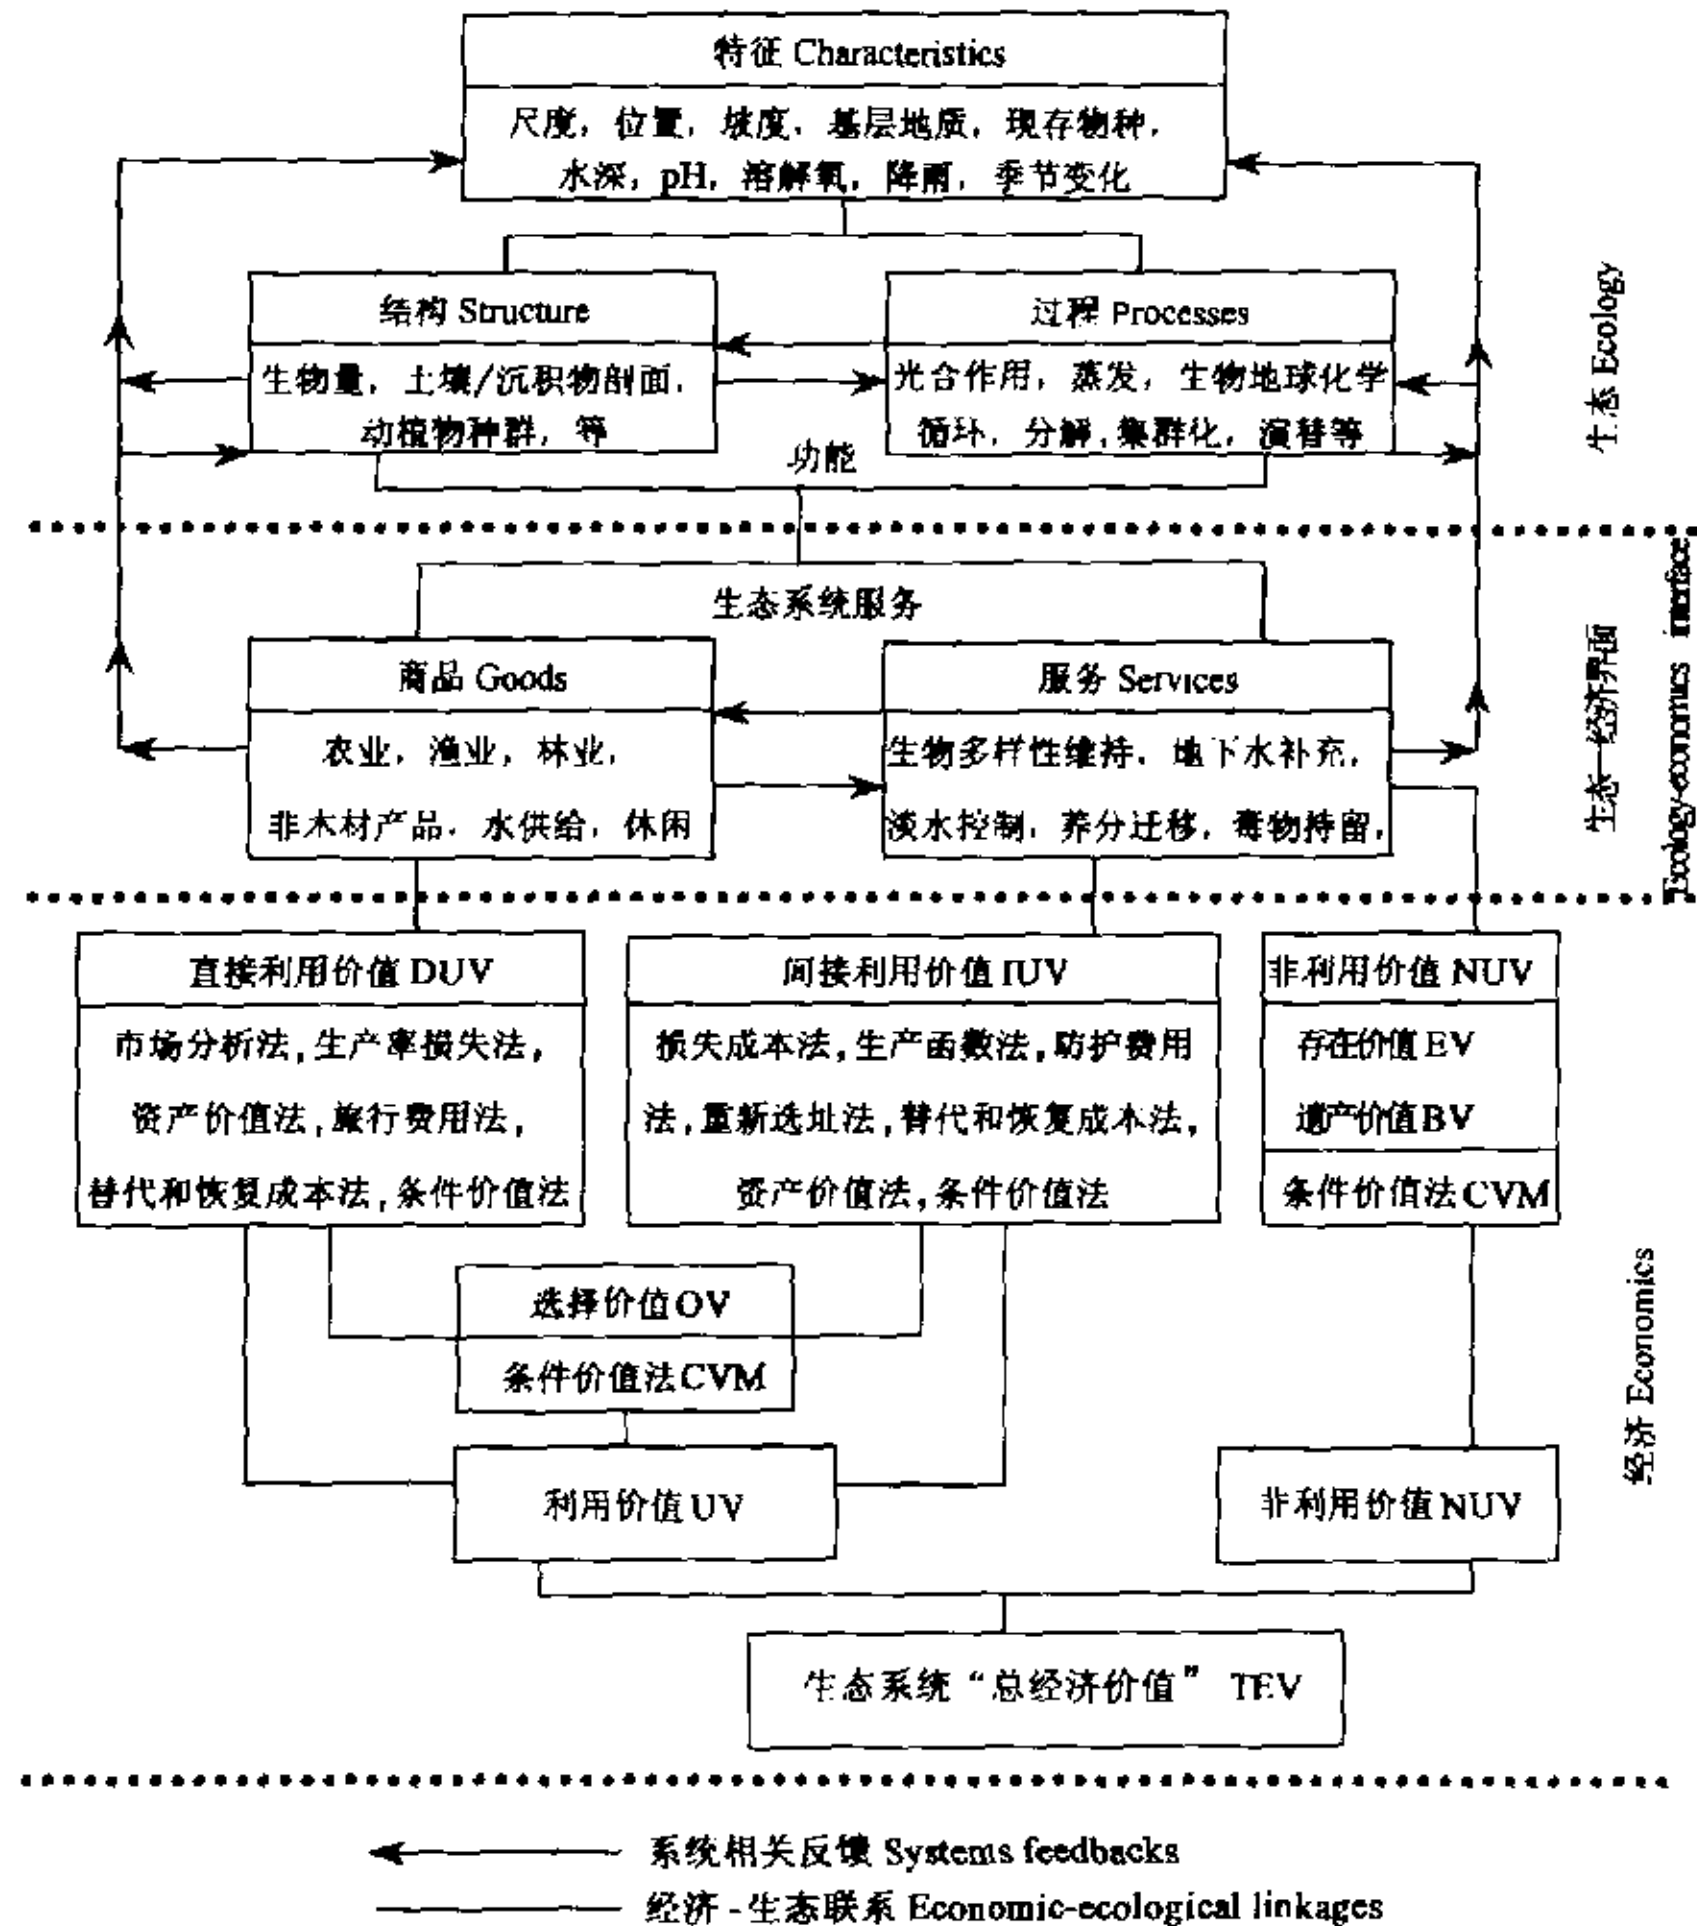 特征 Characteristics
尺度，位置，坡度，基层地质，现存物种，
水深，pH，溶解氧，降雨，季节变化
结构 Structure
生物量，土壤/沉积物剖面，
动植物种群，等
过程 Processes
光合作用，蒸发，生物地球化学
循环，分解，集群化，演替等
功能
生态 Ecology
生态系统服务
商品 Goods
农业，渔业，林业，
非木材产品，水供给，休闲
服务 Services
生物多样性维持，地下水补充，
淡水控制，养分迁移，毒物持留，
生态—经济界面
Ecology-economics interface
直接利用价值 DUV
市场分析法,生产率损失法,
资产价值法,旅行费用法,
替代和恢复成本法,条件价值法
间接利用价值 IUV
损失成本法,生产函数法,防护费用
法,重新选址法,替代和恢复成本法,
资产价值法,条件价值法
非利用价值 NUV
存在价值 EV
遗产价值BV
条件价值法 CVM
选择价值OV
条件价值法CVM
利用价值 UV
非利用价值 NUV
经济 Economics
生态系统“总经济价值” TEV
系统相关反馈 Systems feedbacks
经济-生态联系 Economic-ecological linkages